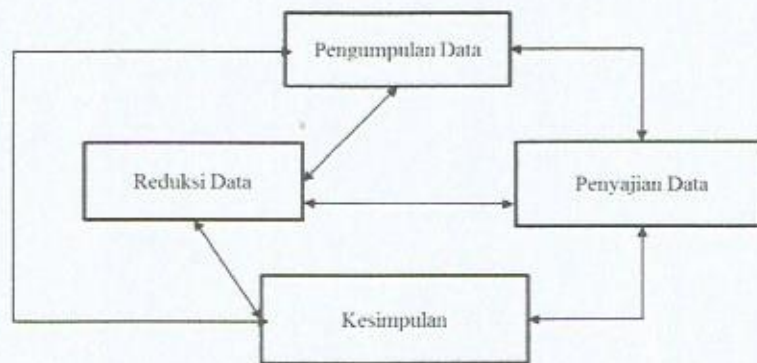 Pengumpulan Data
Reduksi Data
Penyajian Data
Kesimpulan